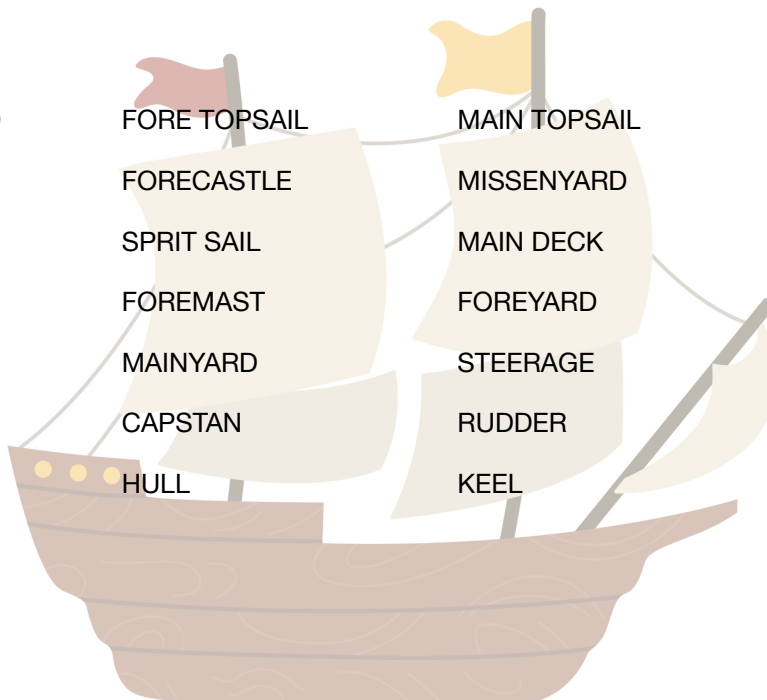 FORE TOPSAIL
FORECASTLE
SPRIT SAIL
FOREMAST
MAINYARD
CAPSTAN
HULL
MAIN TOPSAIL
MISSENYARD
MAIN DECK
FOREYARD
STEERAGE
RUDDER
KEEL